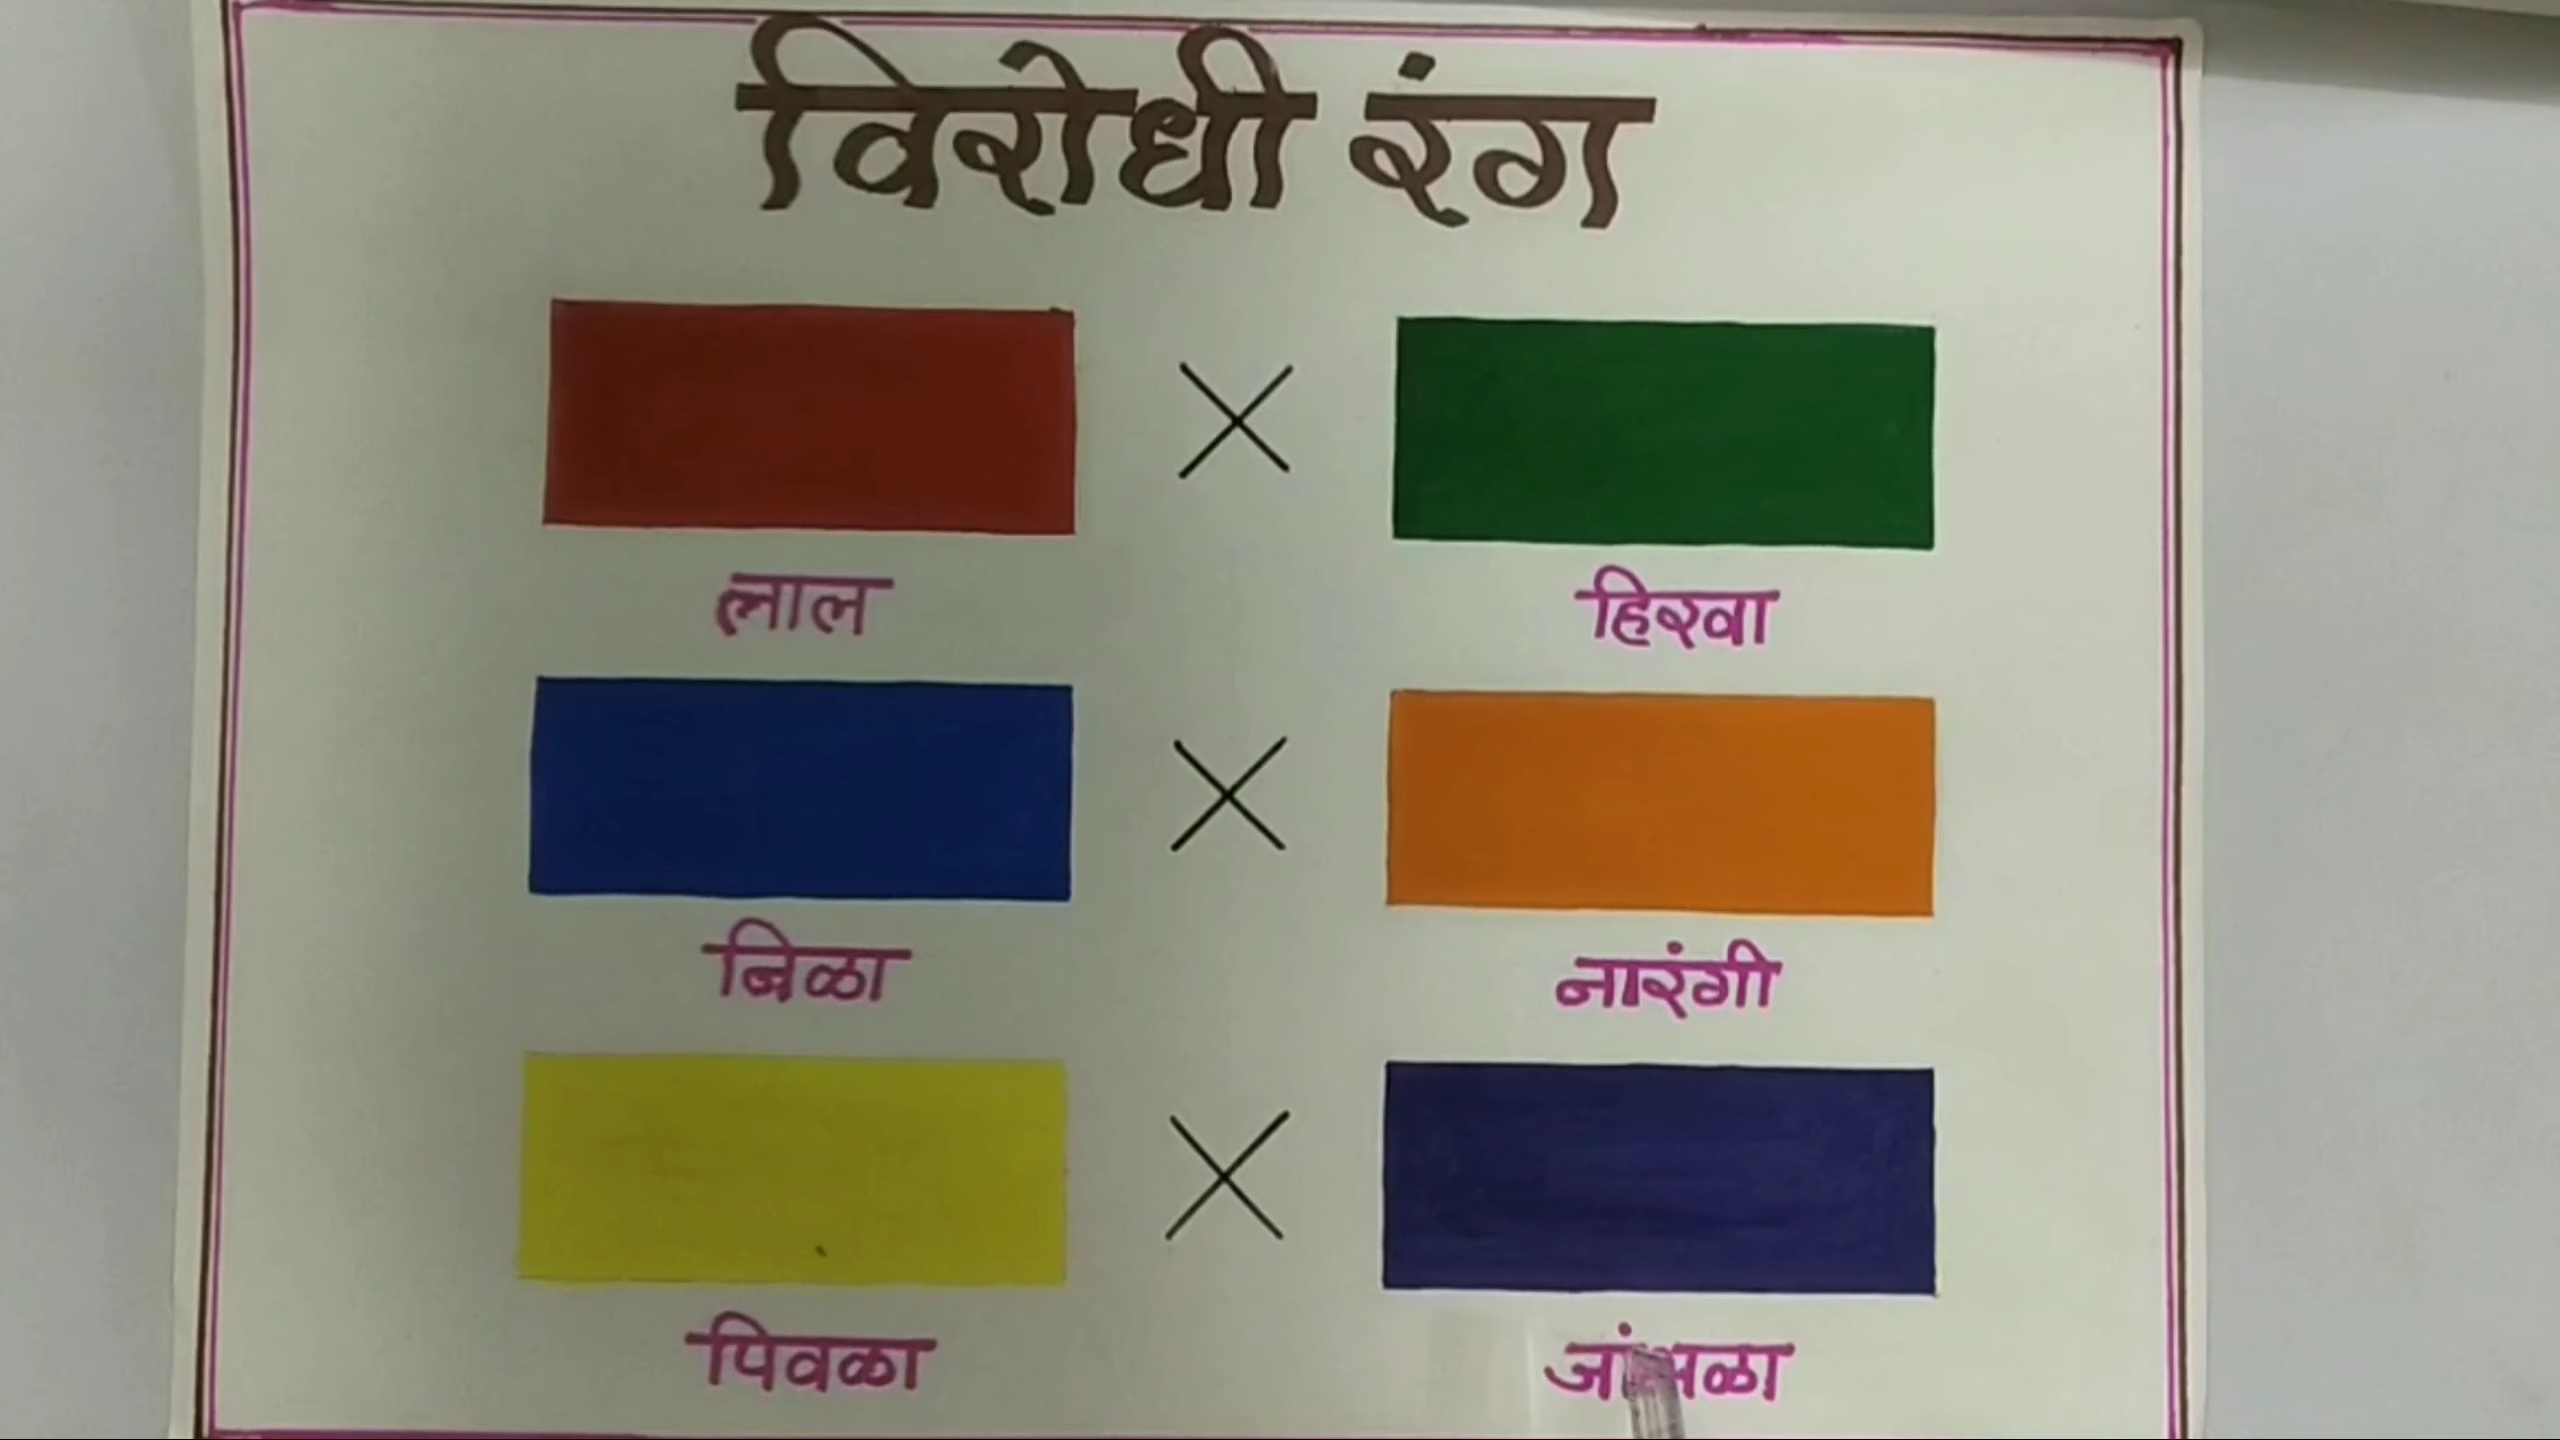 विरोधी रंग
लाल
हिरवा
निळा
नारंगी
पिवळा